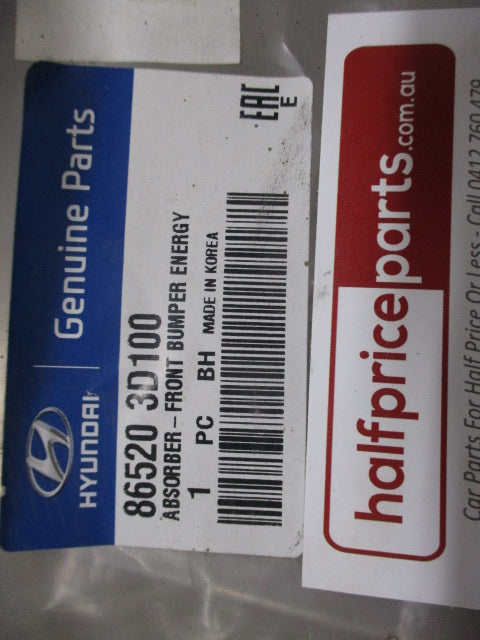 HYUNDAI
Genuine Parts
EAC
E
86520 3D100
ABSORBER-FRONT BUMPER ENERGY
1 PC BH MADE IN KOREA
halfpriceparts.com.au
Car Parts For Half Price Or Less - Call 0412 760 479